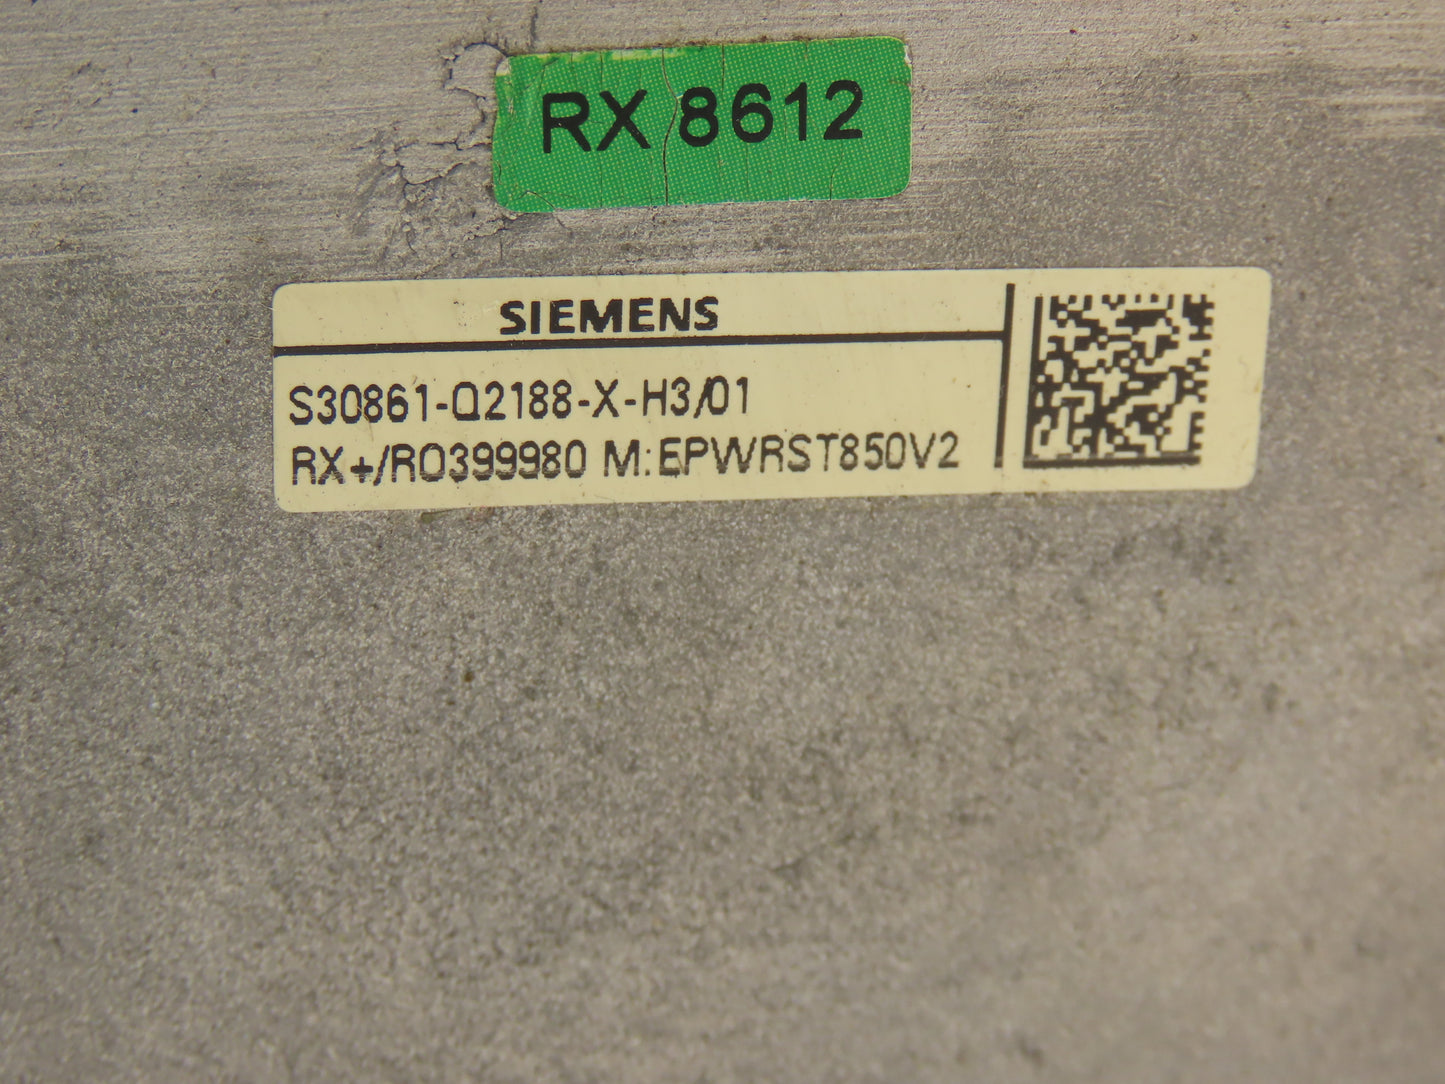 RX 8612
SIEMENS
S30861-Q2188-X-H3/01
RX+/R0399980 M:EPWRST850V2